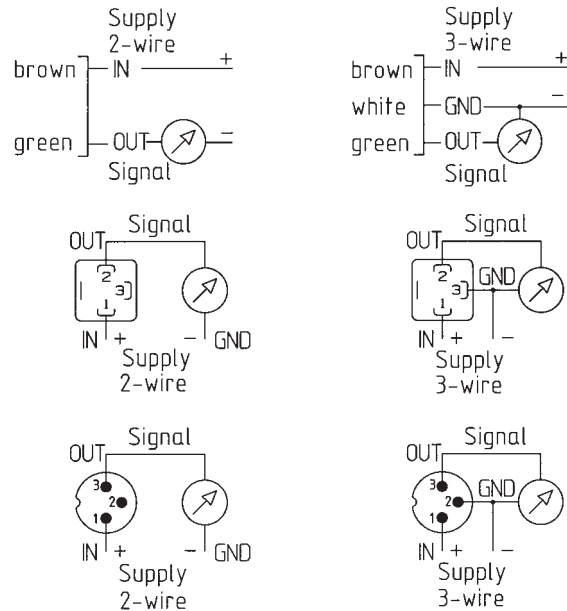 Supply
2-wire
brown IN +
green OUT −
Signal
Supply
3-wire
brown IN +
white GND −
green OUT
Signal
OUT Signal
2
3
1
IN + − GND
Supply
2-wire
OUT Signal
2
3 GND
1
IN + −
Supply
3-wire
OUT Signal
3
2
1
IN + − GND
Supply
2-wire
OUT Signal
3
2 GND
1
IN + −
Supply
3-wire